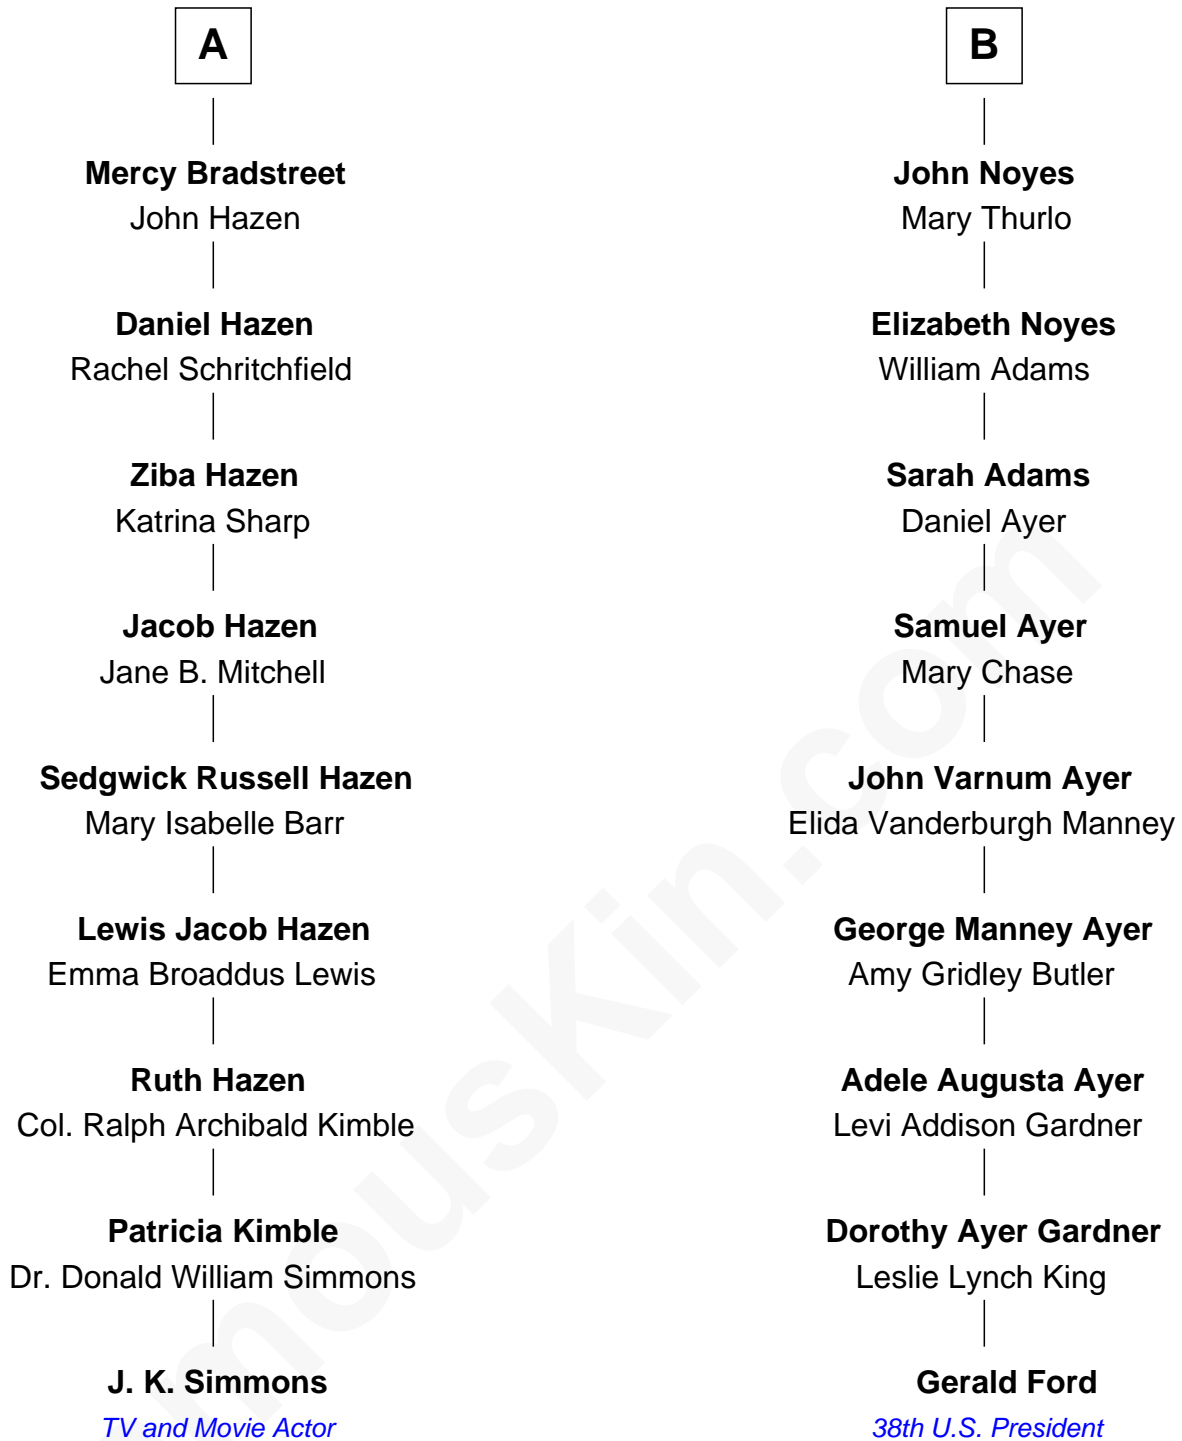 A
Mercy Bradstreet
John Hazen
Daniel Hazen
Rachel Schritchfield
Ziba Hazen
Katrina Sharp
Jacob Hazen
Jane B. Mitchell
Sedgwick Russell Hazen
Mary Isabelle Barr
Lewis Jacob Hazen
Emma Broaddus Lewis
Ruth Hazen
Col. Ralph Archibald Kimble
Patricia Kimble
Dr. Donald William Simmons
J. K. Simmons
TV and Movie Actor
B
John Noyes
Mary Thurlo
Elizabeth Noyes
William Adams
Sarah Adams
Daniel Ayer
Samuel Ayer
Mary Chase
John Varnum Ayer
Elida Vanderburgh Manney
George Manney Ayer
Amy Gridley Butler
Adele Augusta Ayer
Levi Addison Gardner
Dorothy Ayer Gardner
Leslie Lynch King
Gerald Ford
38th U.S. President
mousKin.com